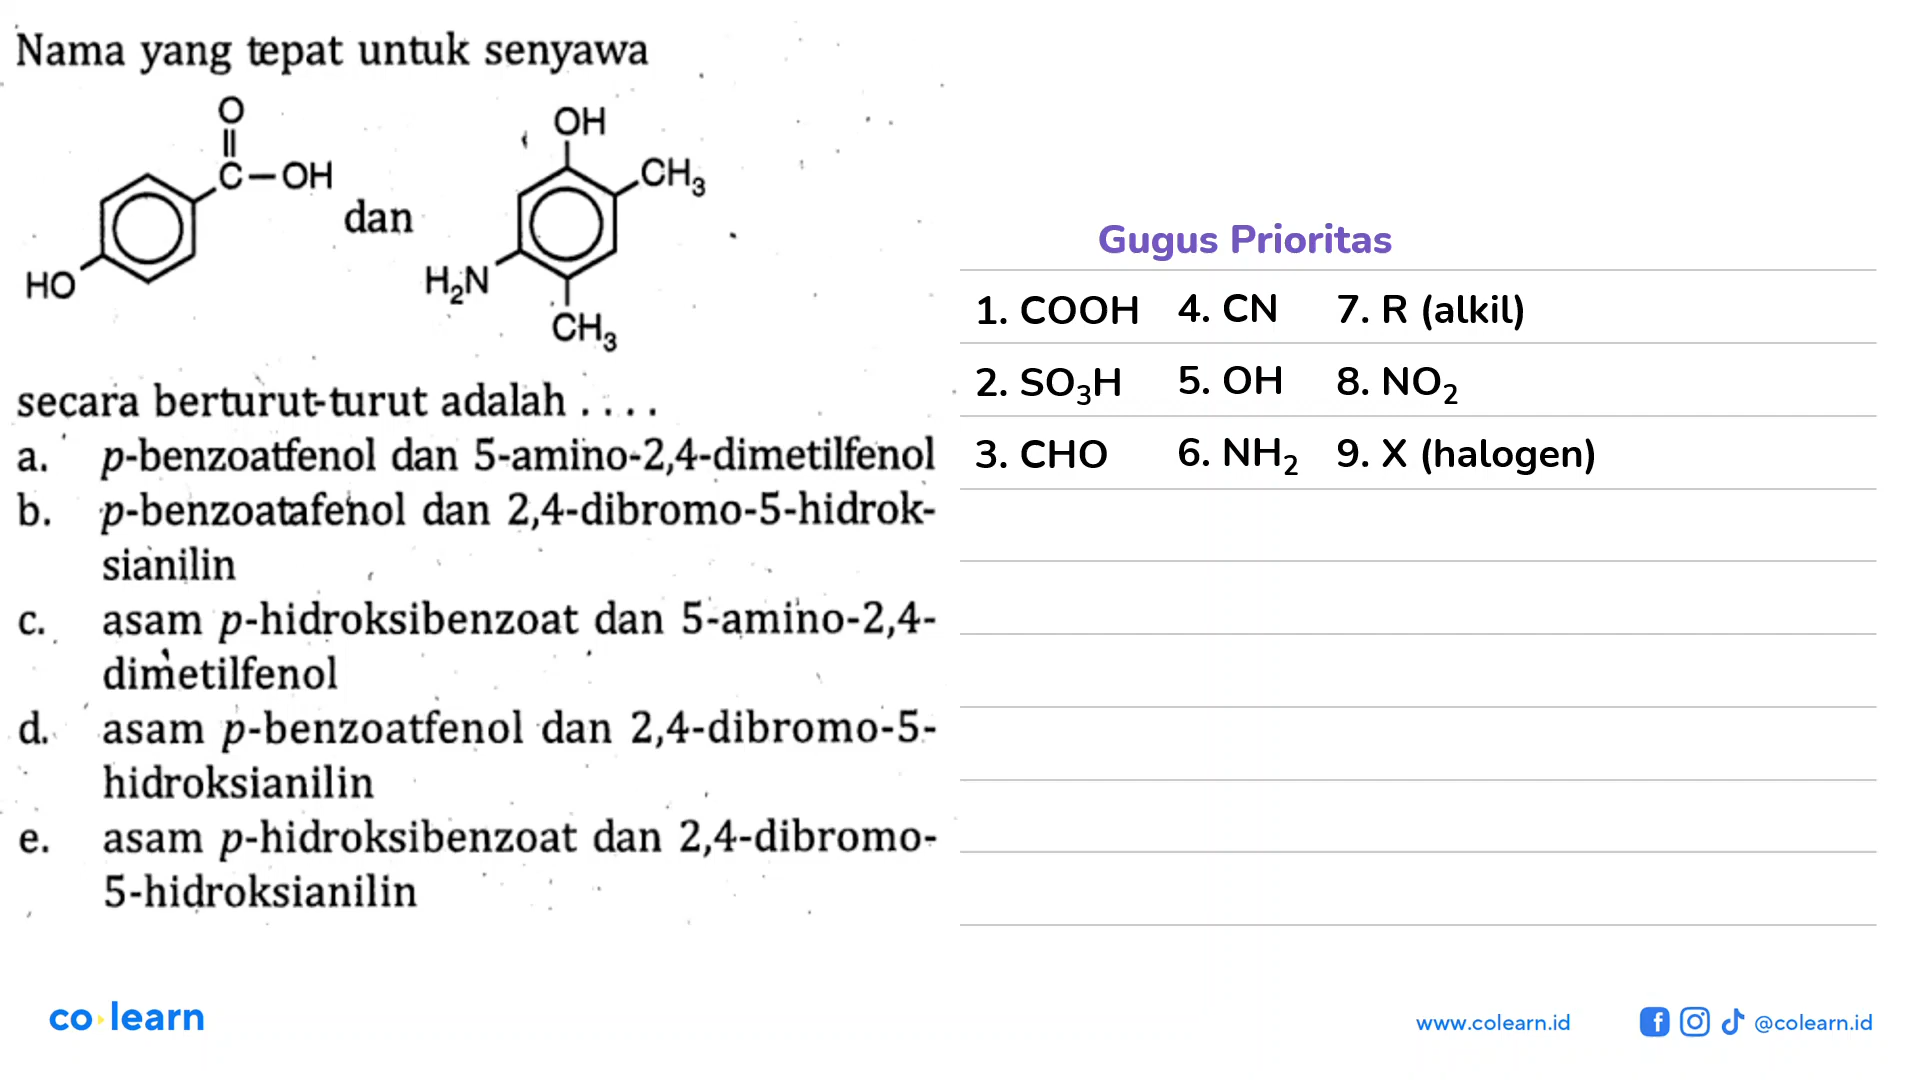 Nama yang tepat untuk senyawa
O
C–OH
HO
dan
OH
CH3
H2N
CH3
secara berturut-turut adalah . . . .
a. p-benzoatfenol dan 5-amino-2,4-dimetilfenol
b. p-benzoatafenol dan 2,4-dibromo-5-hidrok-
sianilin
c. asam p-hidroksibenzoat dan 5-amino-2,4-
dimetilfenol
d. asam p-benzoatfenol dan 2,4-dibromo-5-
hidroksianilin
e. asam p-hidroksibenzoat dan 2,4-dibromo-
5-hidroksianilin
Gugus Prioritas
1. COOH 4. CN 7. R (alkil)
2. SO3H 5. OH 8. NO2
3. CHO 6. NH2 9. X (halogen)
co learn
www.colearn.id
@colearn.id